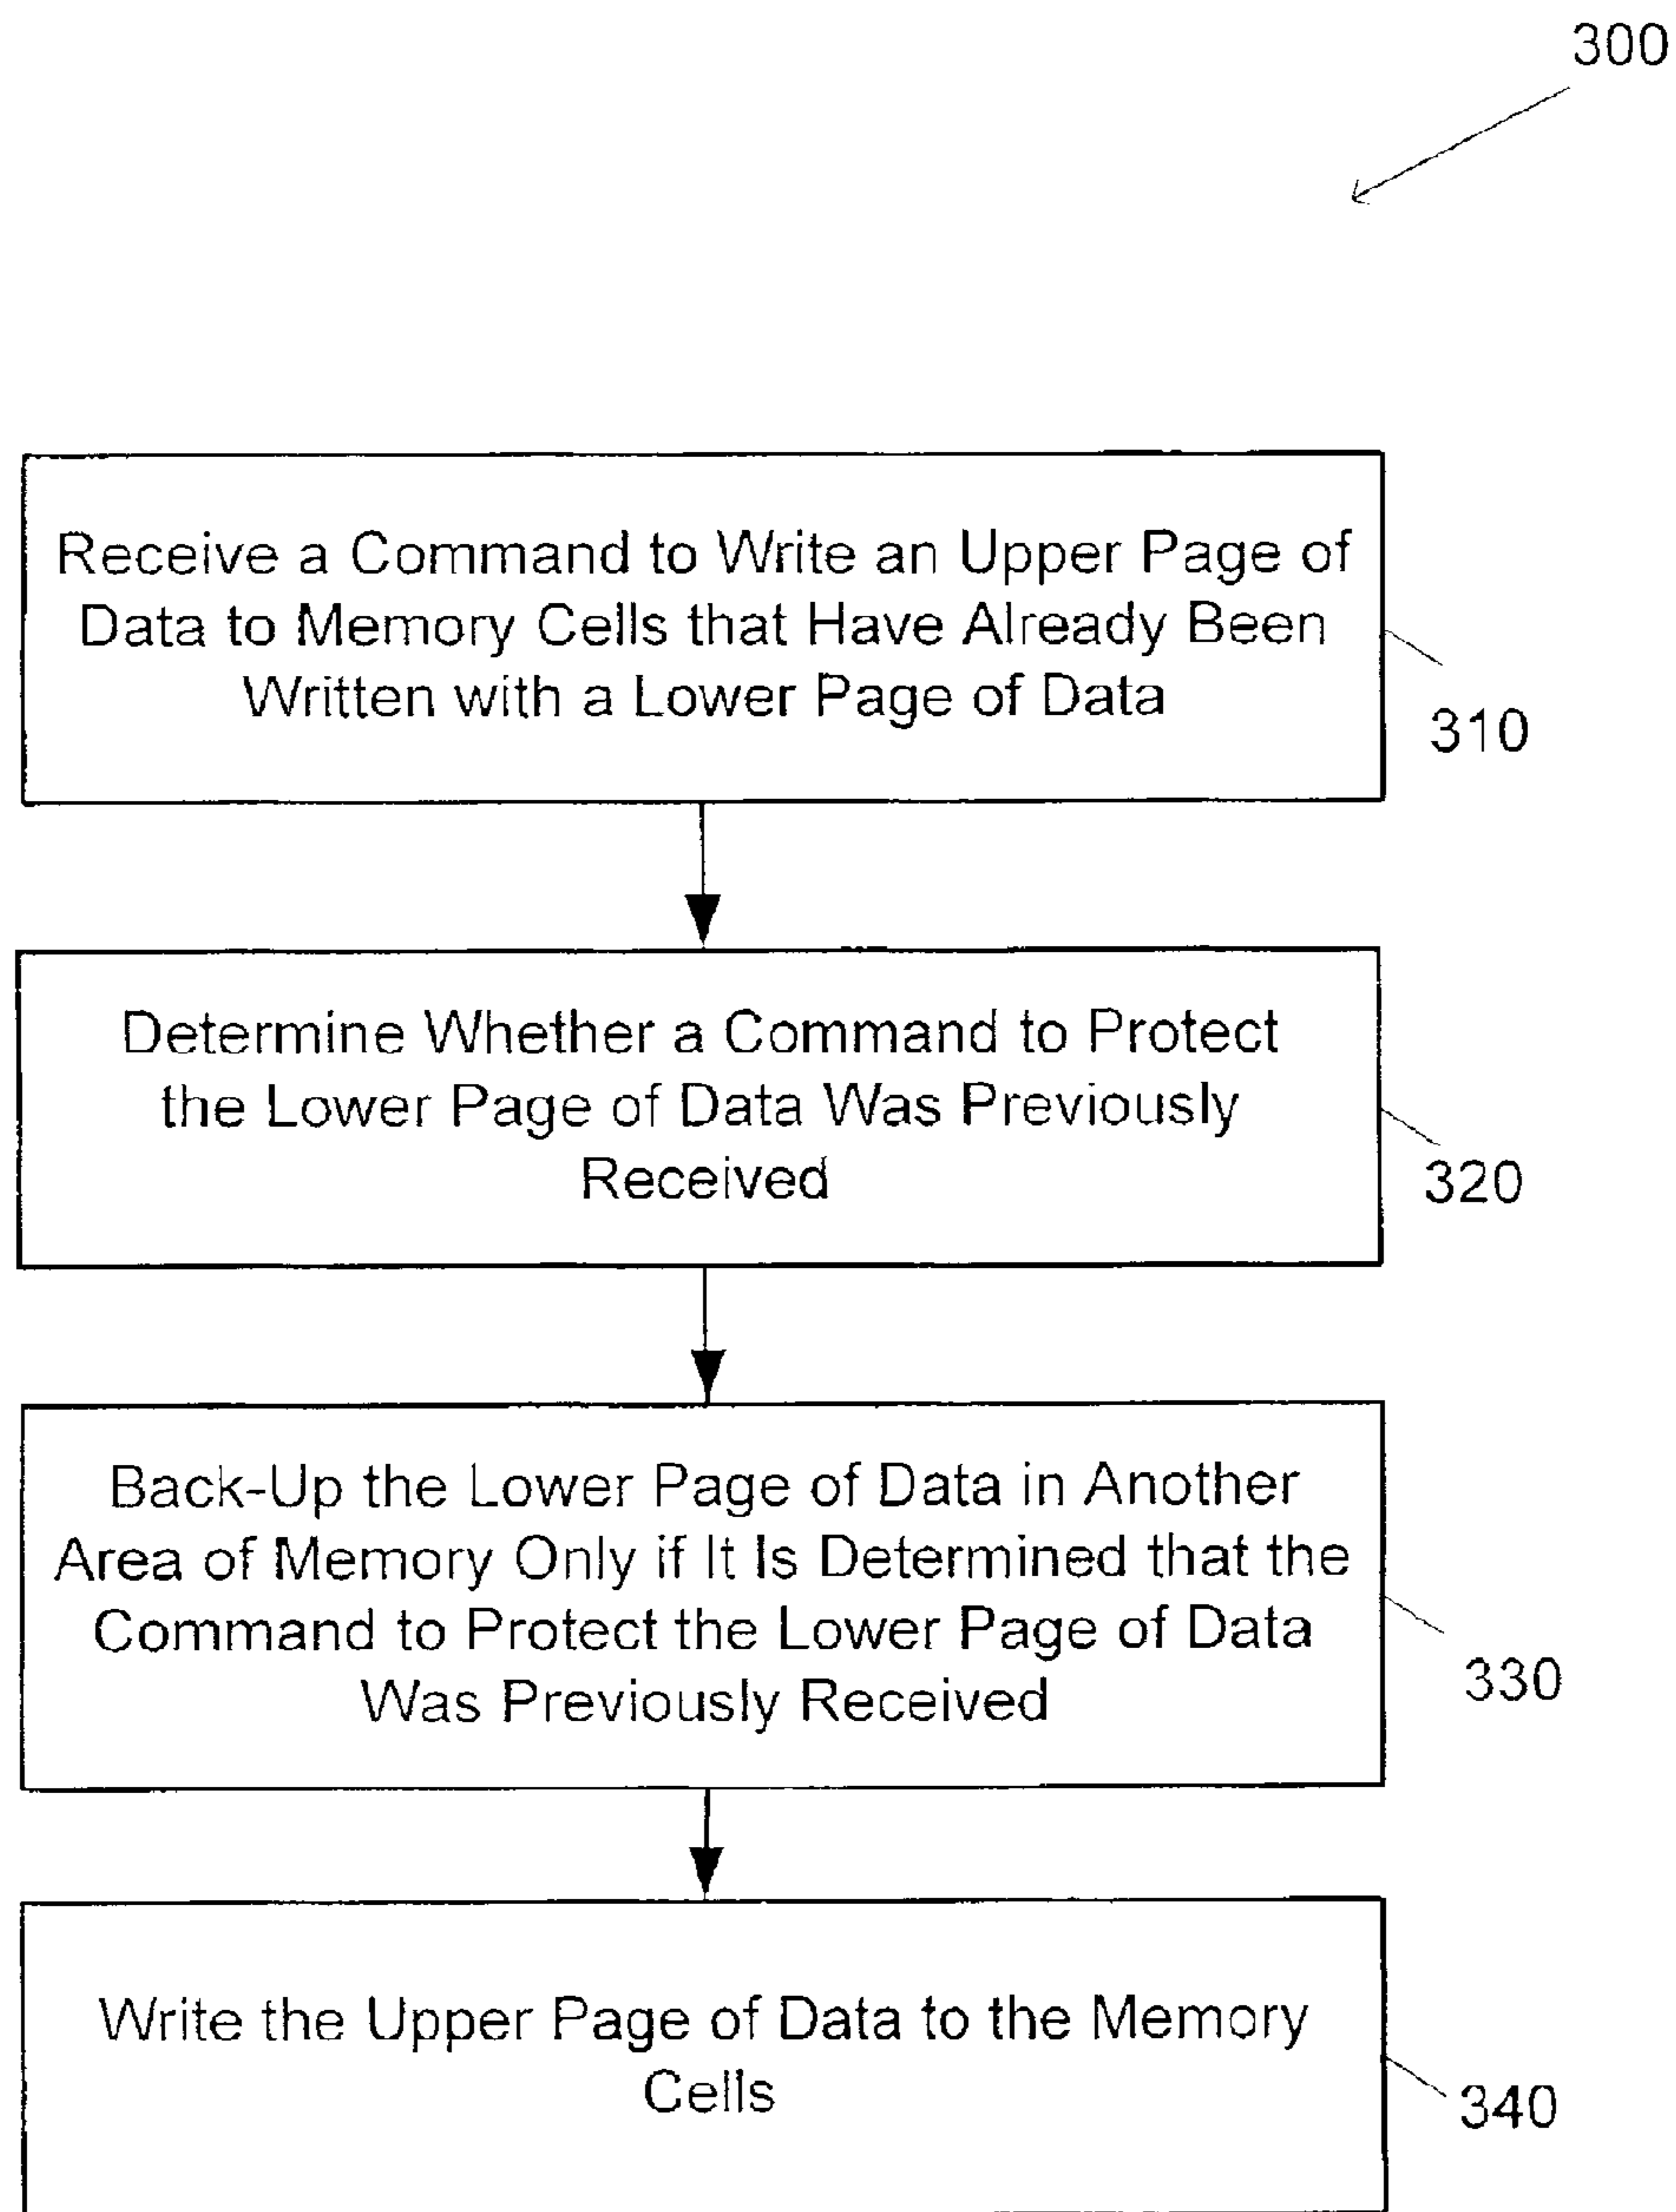 300
Receive a Command to Write an Upper Page of
Data to Memory Cells that Have Already Been
Written with a Lower Page of Data
310
Determine Whether a Command to Protect
the Lower Page of Data Was Previously
Received
320
Back-Up the Lower Page of Data in Another
Area of Memory Only if It Is Determined that the
Command to Protect the Lower Page of Data
Was Previously Received
330
Write the Upper Page of Data to the Memory
Cells
340